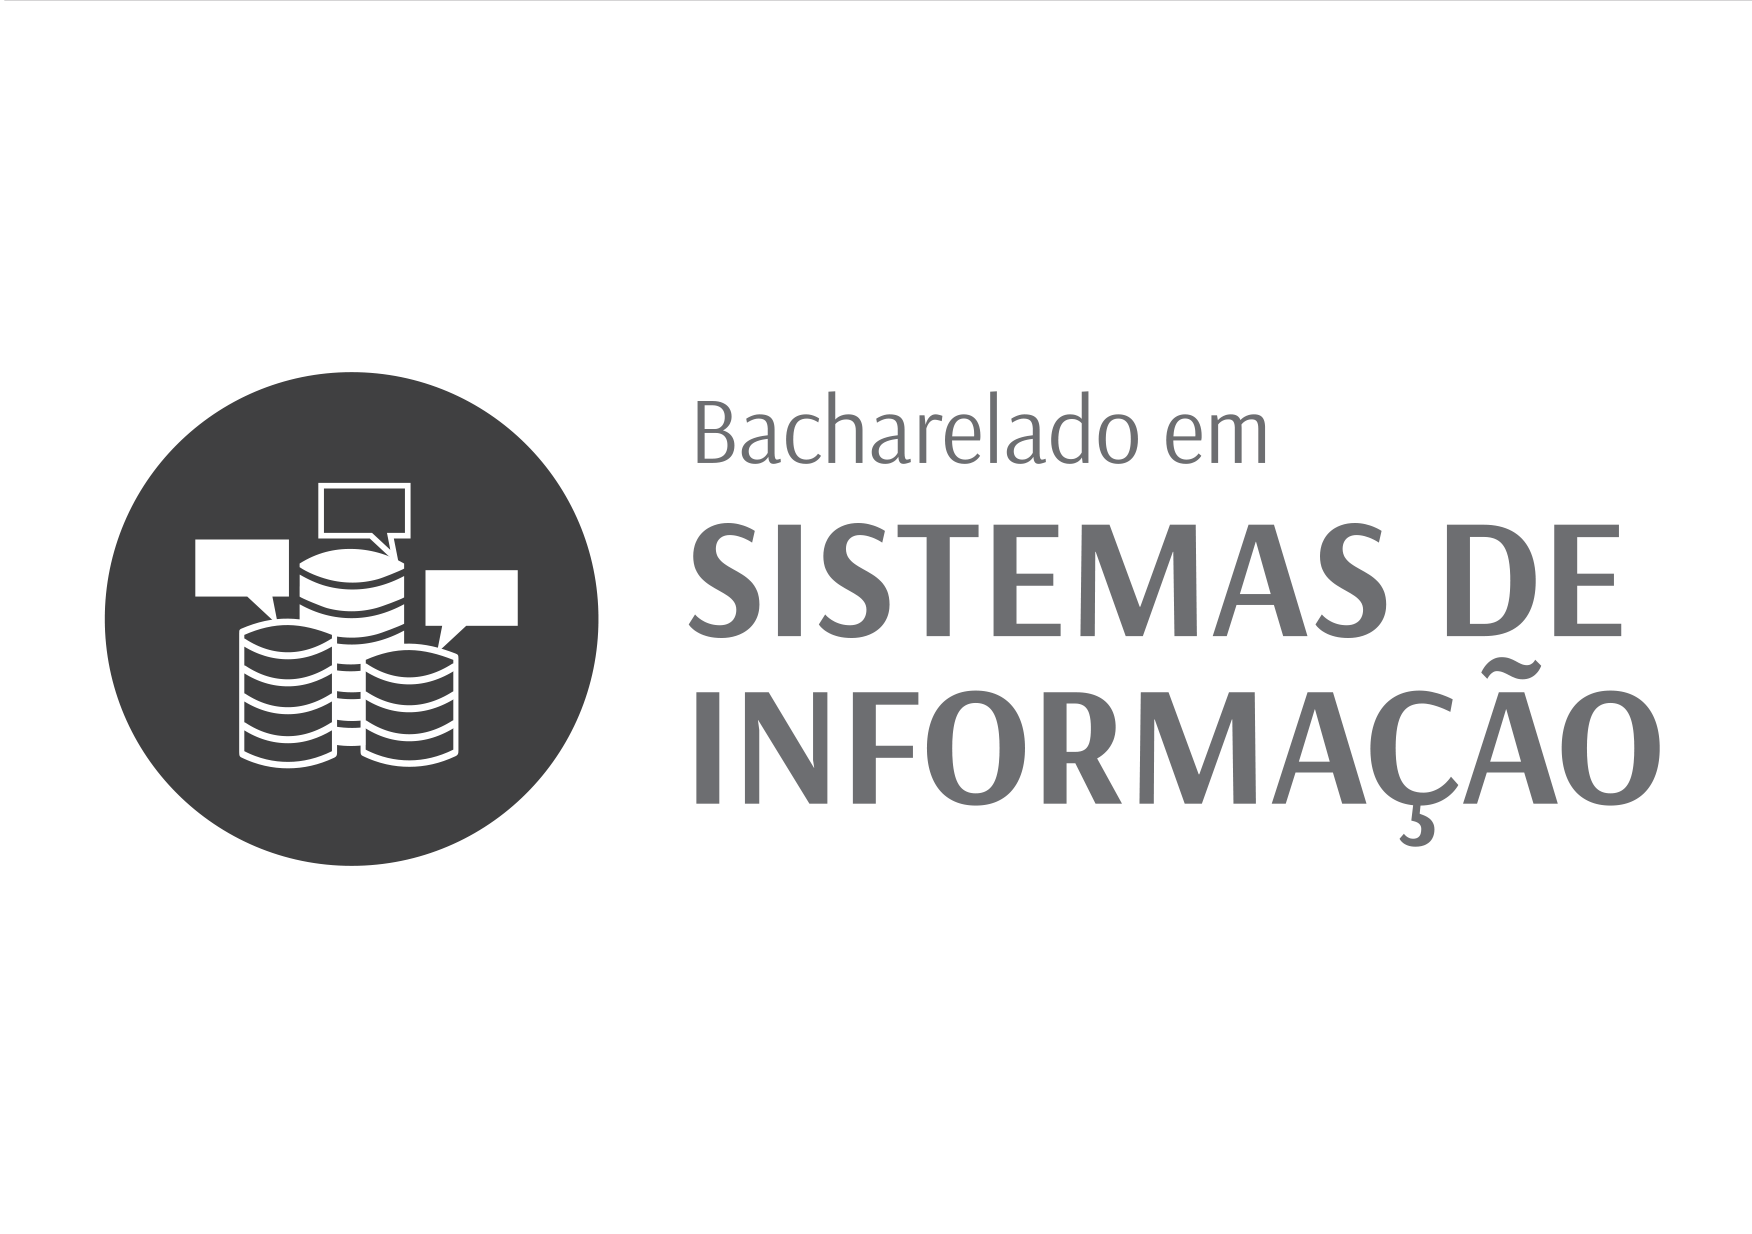 Bacharelado em
SISTEMAS DE
INFORMAÇÃO